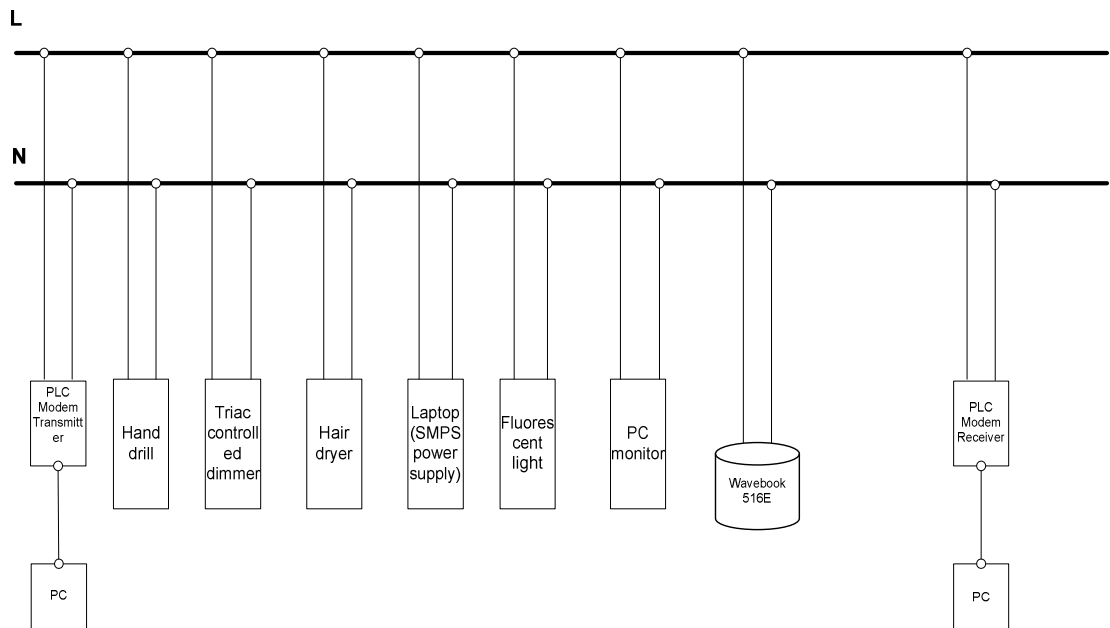 L
N
PLC
Modem
Transmitt
er
Hand
drill
Triac
controll
ed
dimmer
Hair
dryer
Laptop
(SMPS
power
supply)
Fluores
cent
light
PC
monitor
Wavebook
516E
PLC
Modem
Receiver
PC
PC